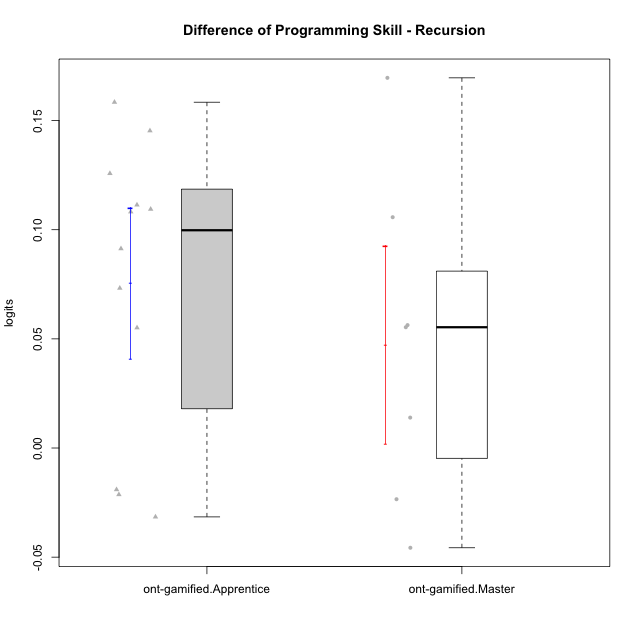 Difference of Programming Skill - Recursion
logits
0.15
0.10
0.05
0.00
-0.05
ont-gamified.Apprentice
ont-gamified.Master